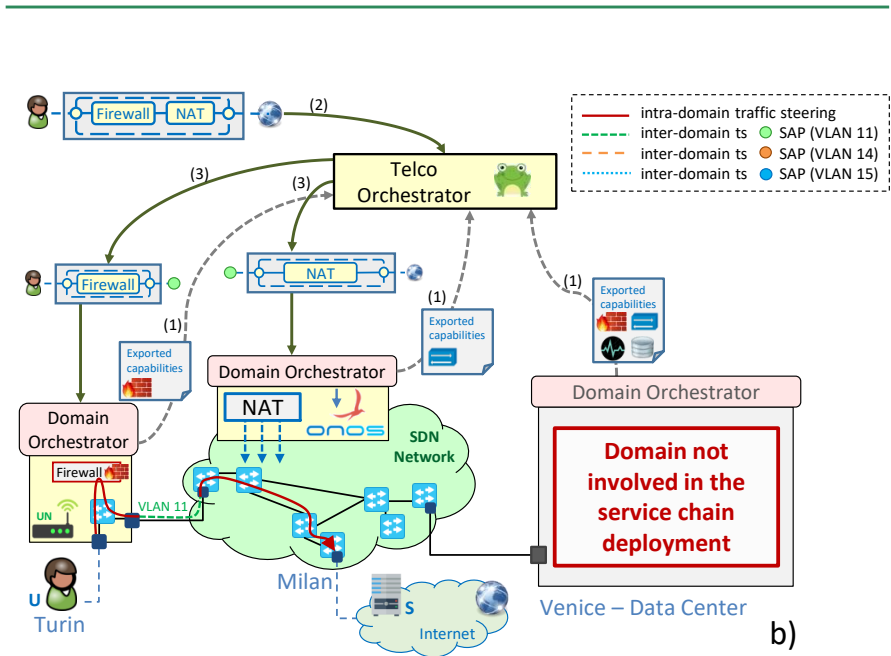 Firewall
NAT
(2)
intra-domain traffic steering
inter-domain ts SAP (VLAN 11)
inter-domain ts SAP (VLAN 14)
inter-domain ts SAP (VLAN 15)
Telco
Orchestrator
(3)
(3)
Firewall
NAT
(1)
(1)
(1)
Exported
capabilities
Exported
capabilities
Exported
capabilities
Domain Orchestrator
Domain Orchestrator
Domain
Orchestrator
NAT
onos
SDN
Network
Firewall
UN
VLAN 11
Domain not
involved in the
service chain
deployment
U
Turin
Milan
S
Internet
Venice – Data Center
b)